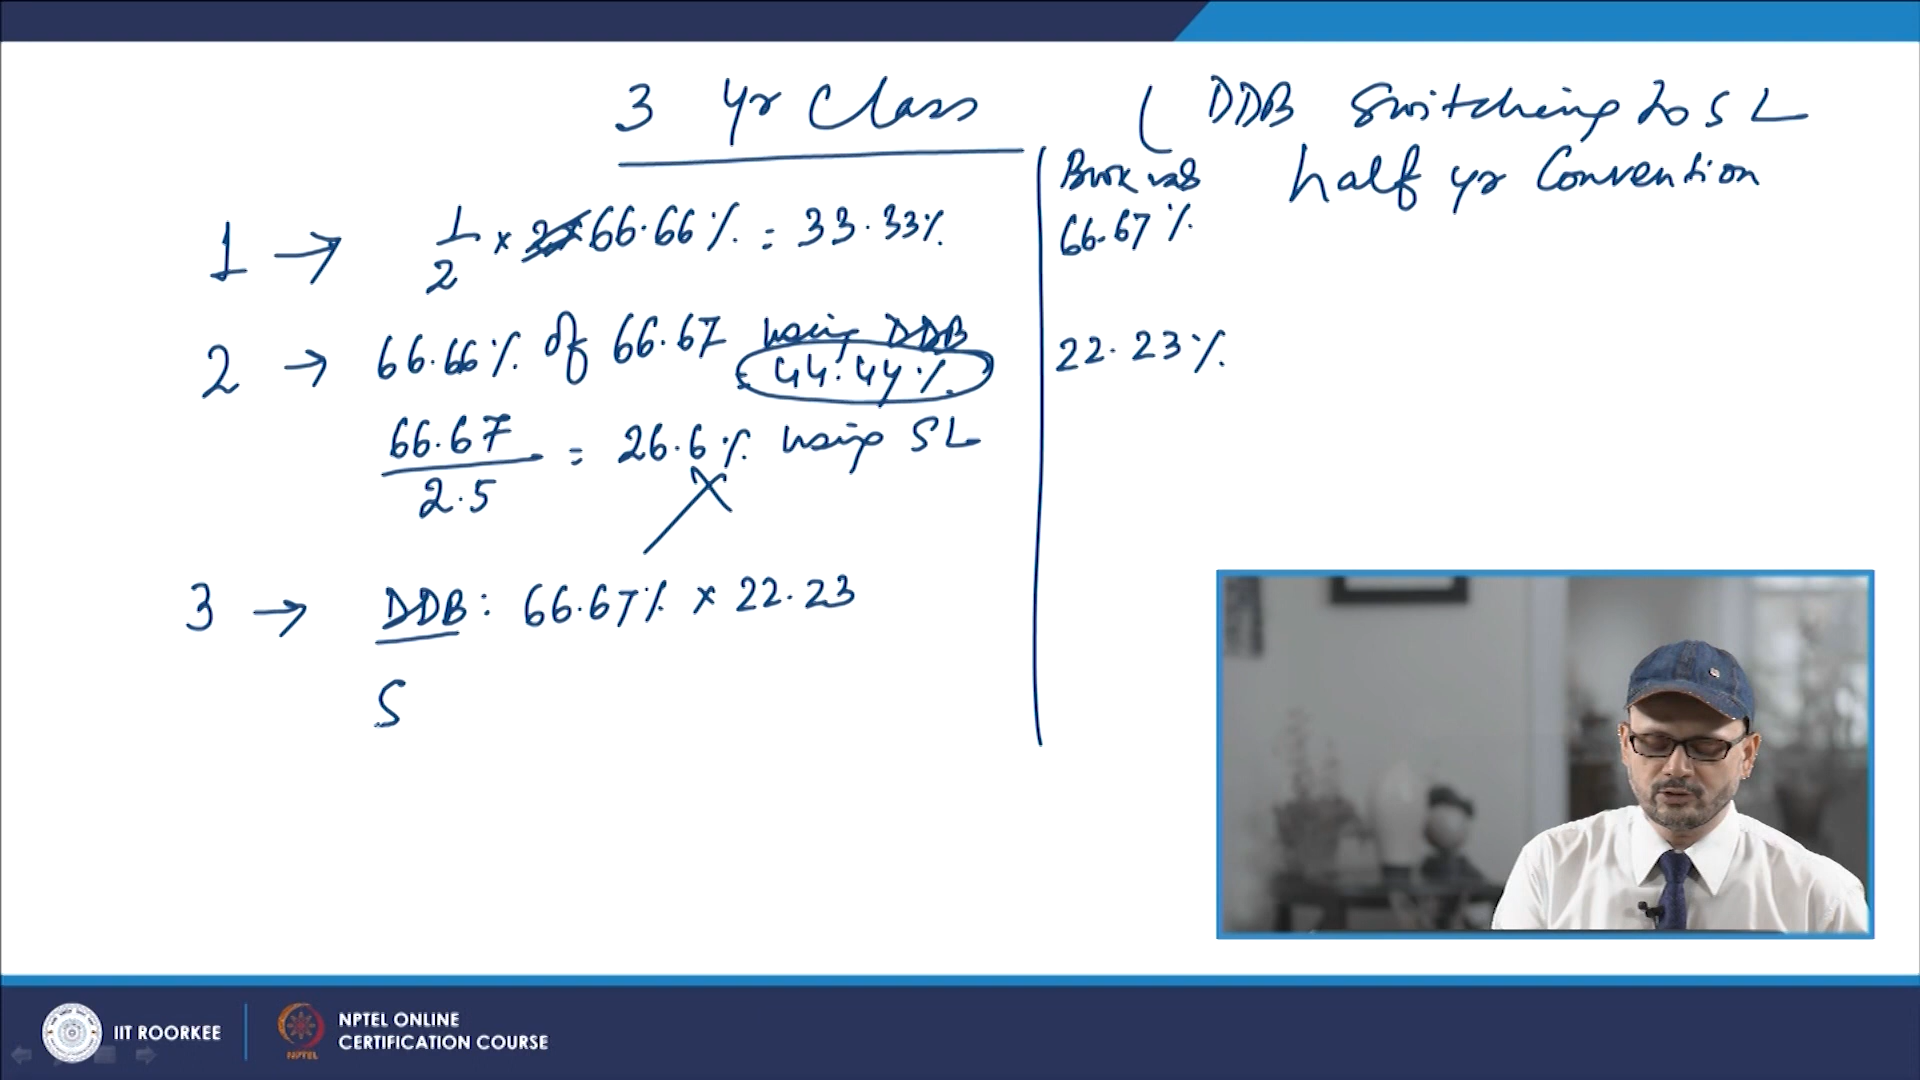 3 yr Class ( DDB Switching to SL
half yr Convention
Book val
1 → 1/2 × 66.66% = 33.33% 66.67%
2 → 66.66% of 66.67 using DDB
= 44.44% 22.23%
66.67/2.5 = 26.6% using SL
3 → DDB: 66.67% × 22.23
S
IIT ROORKEE
NPTEL
NPTEL ONLINE
CERTIFICATION COURSE